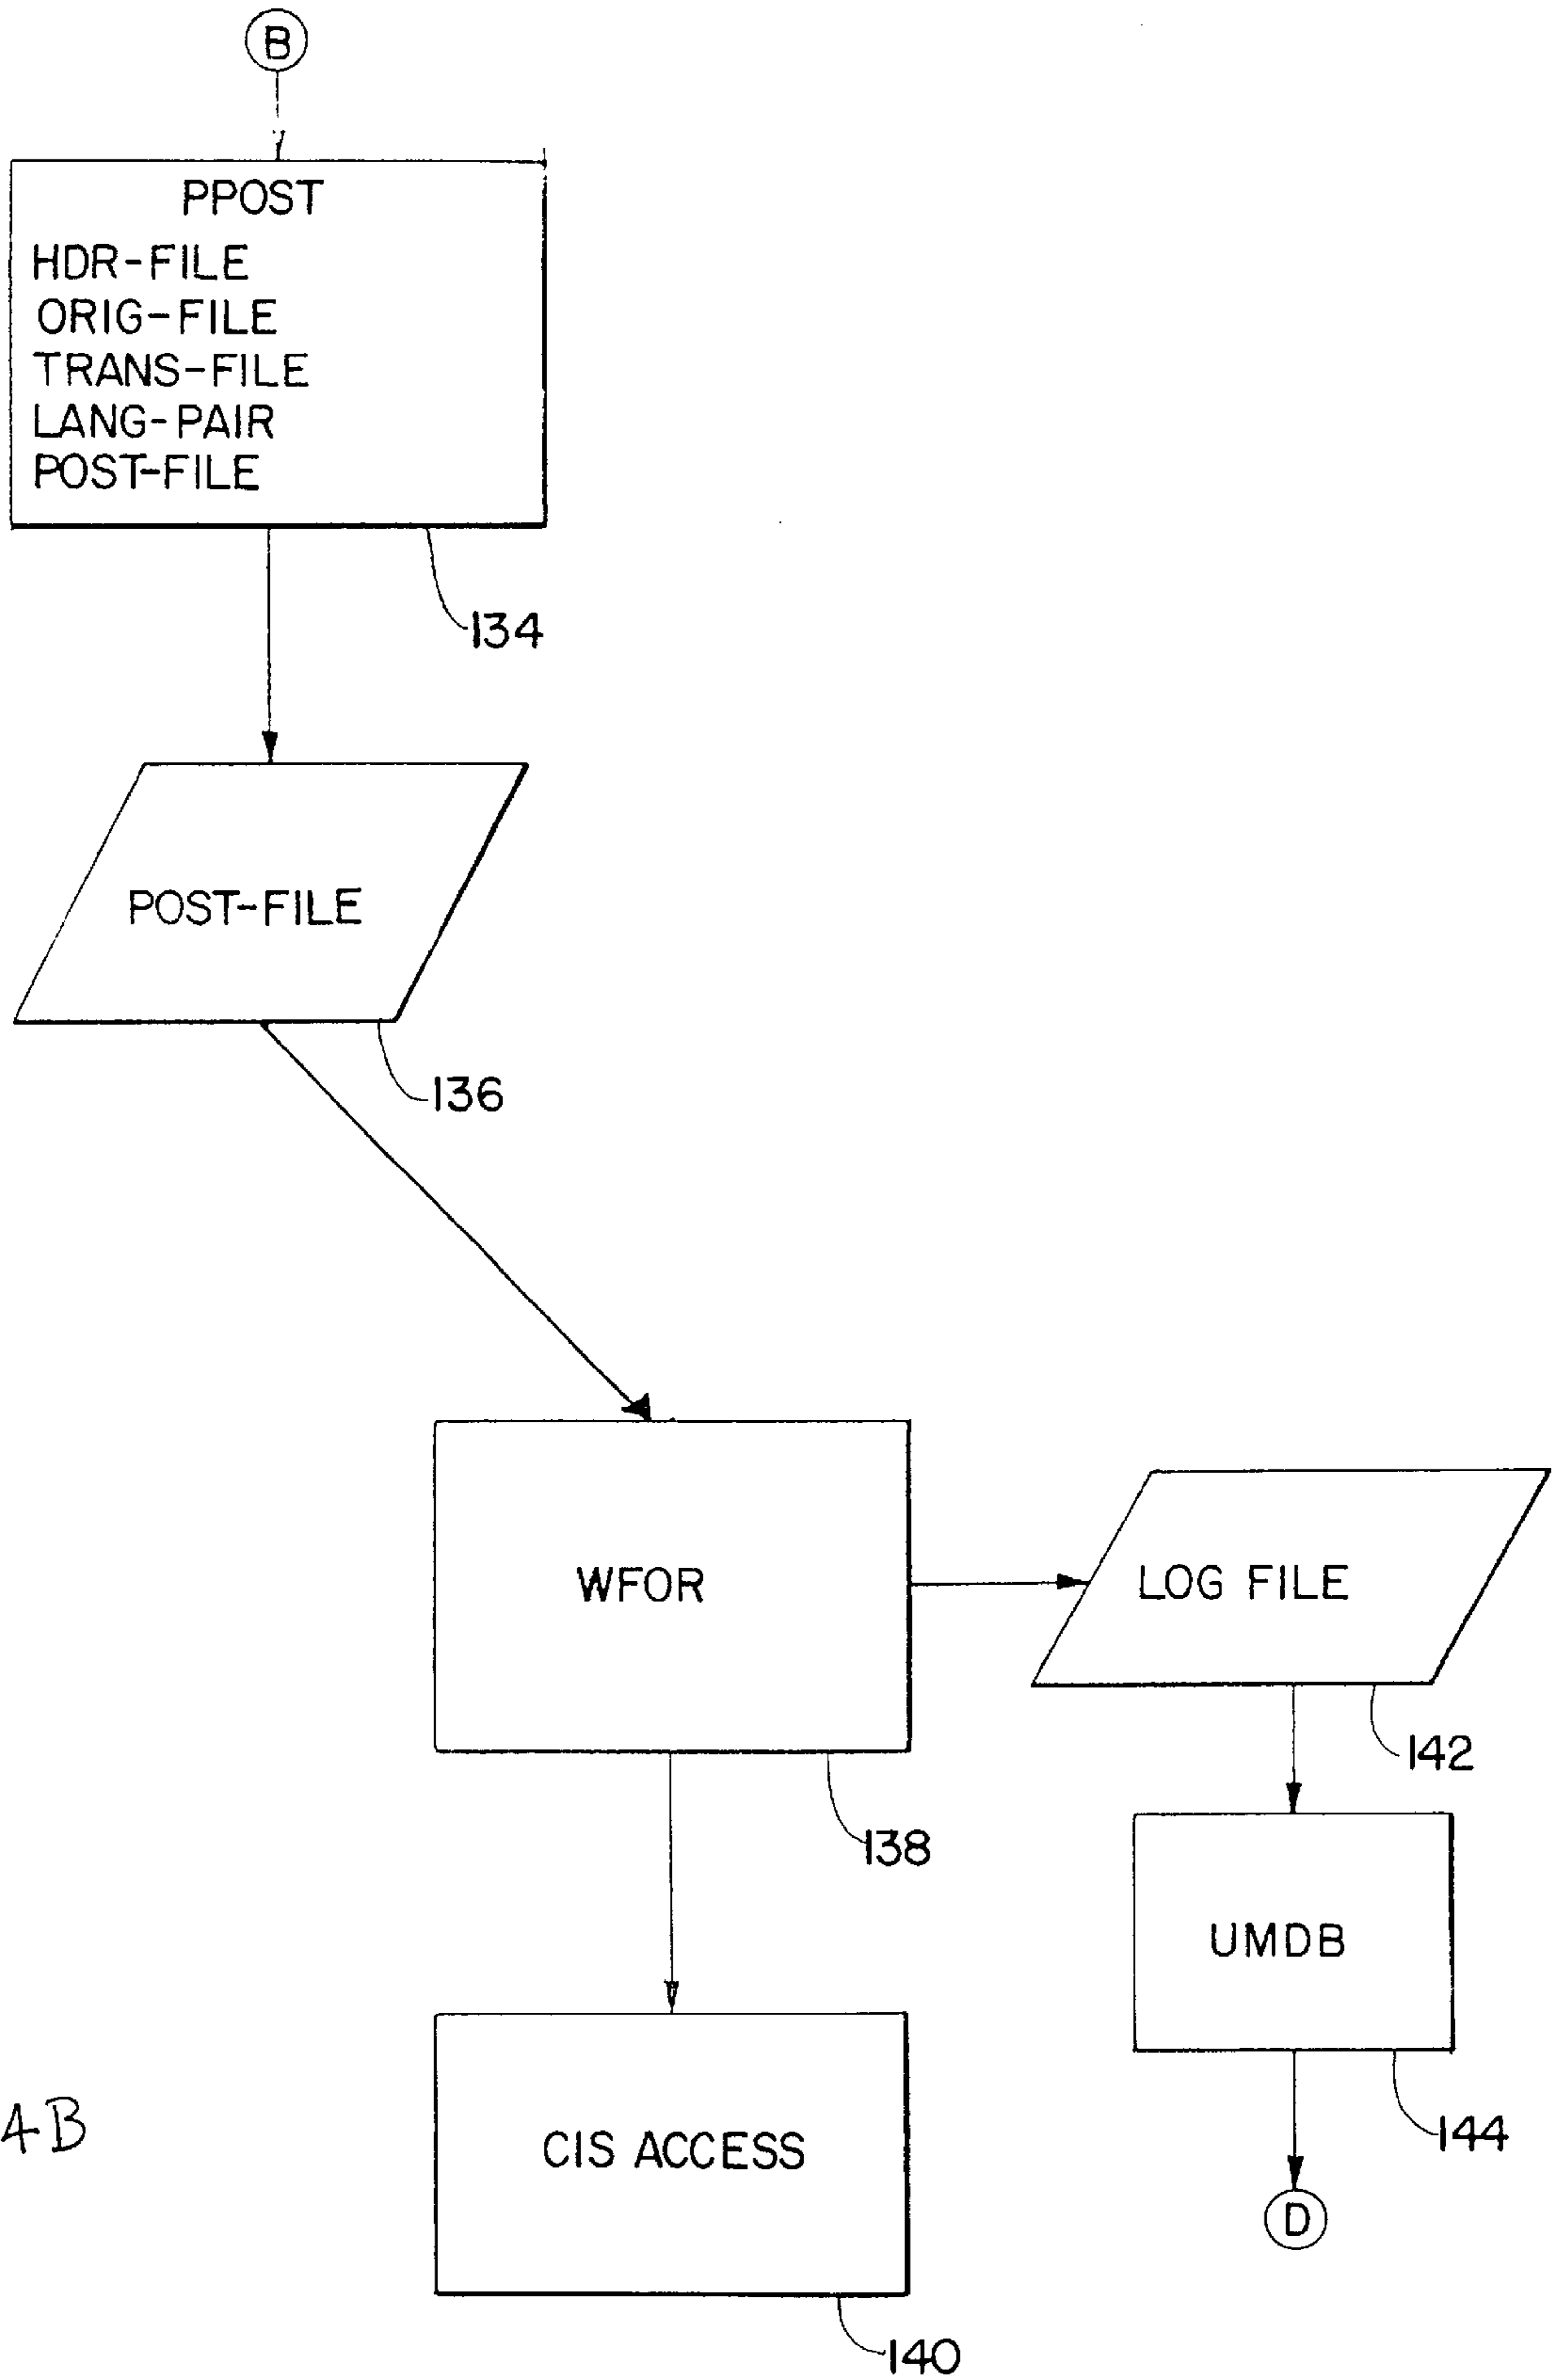 B
PPOST
HDR-FILE
ORIG-FILE
TRANS-FILE
LANG-PAIR
POST-FILE
134
POST-FILE
136
WFOR
LOG FILE
142
138
UMDB
144
4B
CIS ACCESS
D
140